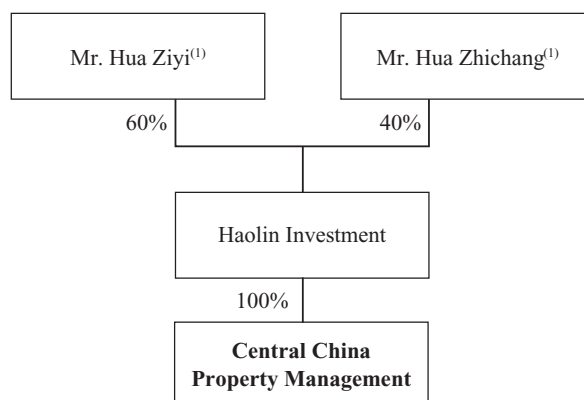 Mr. Hua Ziyi(1)
Mr. Hua Zhichang(1)
60%
40%
Haolin Investment
100%
Central China
Property Management